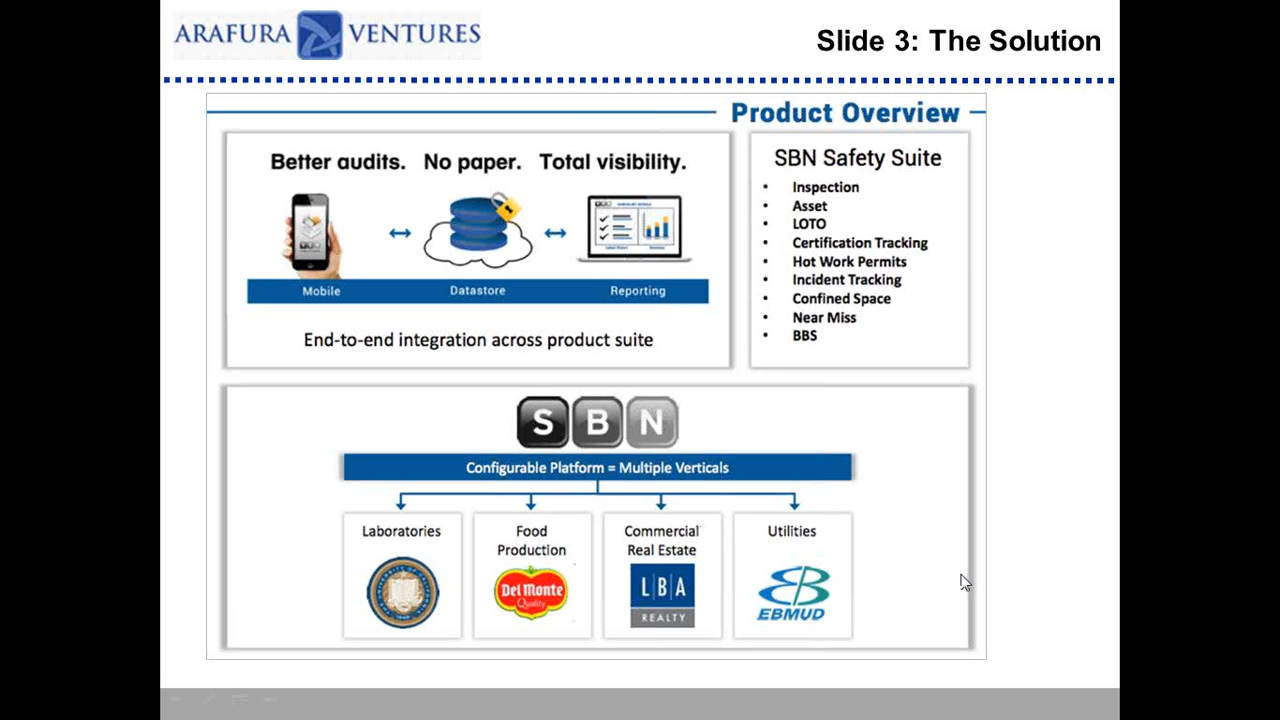 ARAFURA VENTURES
Slide 3: The Solution
Product Overview
Better audits. No paper. Total visibility.
Mobile
Datastore
Reporting
End-to-end integration across product suite
SBN Safety Suite
• Inspection
• Asset
• LOTO
• Certification Tracking
• Hot Work Permits
• Incident Tracking
• Confined Space
• Near Miss
• BBS
S B N
Configurable Platform = Multiple Verticals
Laboratories
Food
Production
DEL MONTE
Quality
Commercial
Real Estate
L B A
REALTY
Utilities
EBMUD